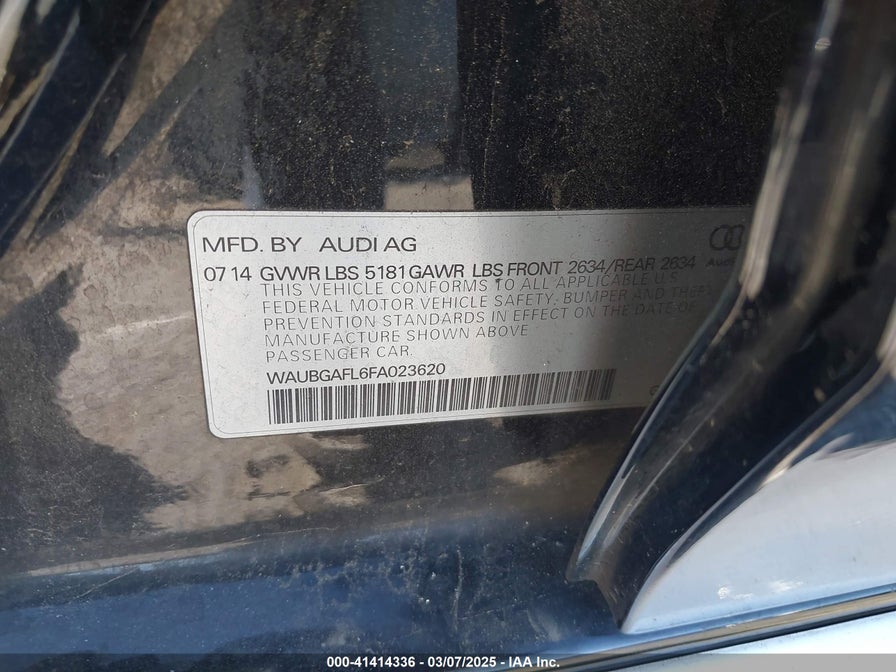 MFD. BY AUDI AG
Audi
07 14 GVWR LBS 5181 GAWR LBS FRONT 2634/REAR 2634
THIS VEHICLE CONFORMS TO ALL APPLICABLE U.S.
FEDERAL MOTOR VEHICLE SAFETY, BUMPER AND THEFT
PREVENTION STANDARDS IN EFFECT ON THE DATE OF
MANUFACTURE SHOWN ABOVE
PASSENGER CAR.
WAUBGAFL6FA023620
000-41414336 - 03/07/2025 - IAA Inc.